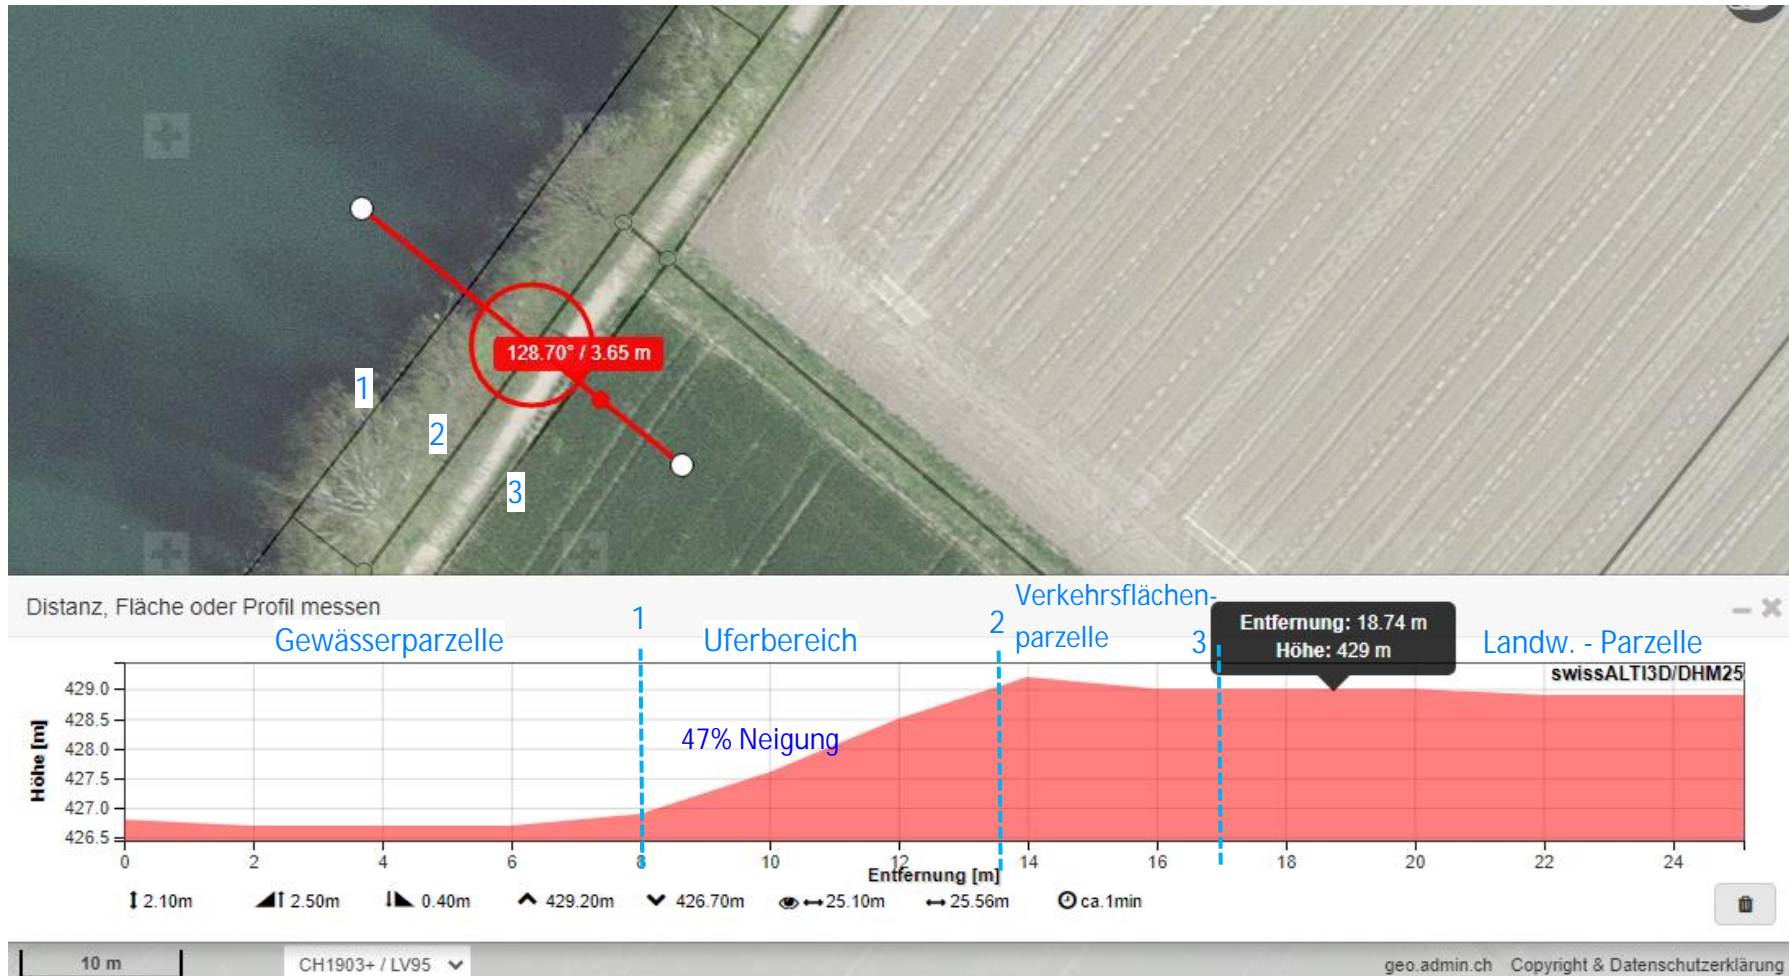 128.70° / 3.65 m
1
2
3
Distanz, Fläche oder Profil messen
Gewässerparzelle
1
Uferbereich
2
Verkehrsflächen-
parzelle
3
Entfernung: 18.74 m
Höhe: 429 m
Landw. - Parzelle
swissALTI3D/DHM25
47% Neigung
Höhe [m]
429.0
428.5
428.0
427.5
427.0
426.5
0 2 4 6 8 10 12 14 16 18 20 22 24
Entfernung [m]
2.10m 2.50m 0.40m 429.20m 426.70m 25.10m 25.56m ca.1min
10 m
CH1903+ / LV95
geo.admin.ch Copyright & Datenschutzerklärung